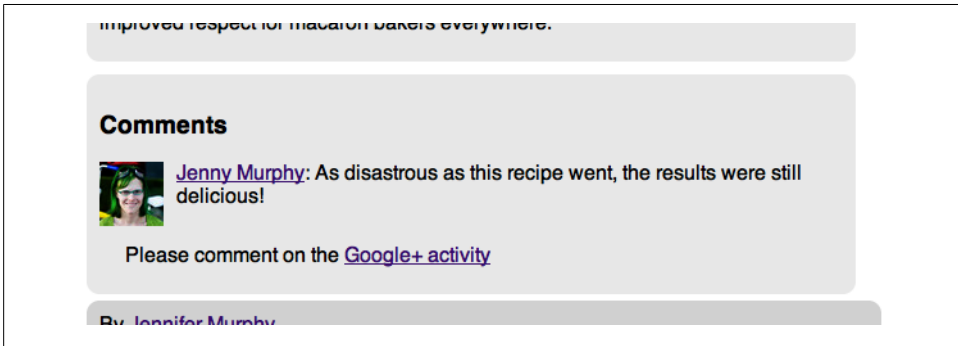 improved respect for macaron bakers everywhere.
Comments
Jenny Murphy: As disastrous as this recipe went, the results were still
delicious!
Please comment on the Google+ activity
By Jennifer Murphy